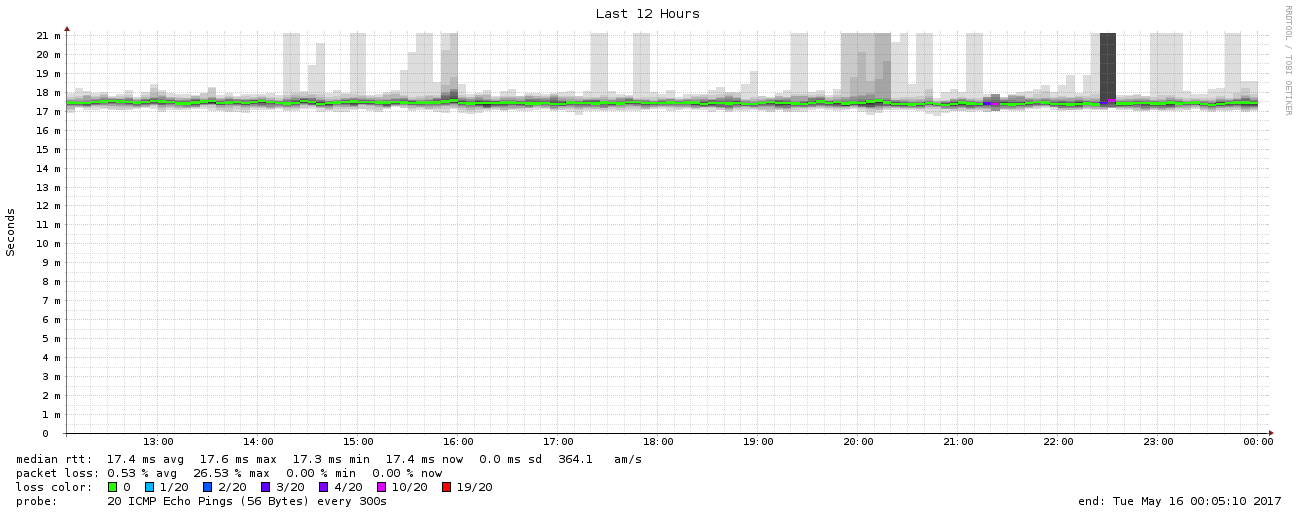 Last 12 Hours
RRDTOOL / TOBI OETIKER
Seconds
21 m
20 m
19 m
18 m
17 m
16 m
15 m
14 m
13 m
12 m
11 m
10 m
9 m
8 m
7 m
6 m
5 m
4 m
3 m
2 m
1 m
0
13:00 14:00 15:00 16:00 17:00 18:00 19:00 20:00 21:00 22:00 23:00 00:00
median rtt: 17.4 ms avg 17.6 ms max 17.3 ms min 17.4 ms now 0.0 ms sd 364.1 am/s
packet loss: 0.53 % avg 26.53 % max 0.00 % min 0.00 % now
loss color: 0 1/20 2/20 3/20 4/20 10/20 19/20
probe: 20 ICMP Echo Pings (56 Bytes) every 300s end: Tue May 16 00:05:10 2017